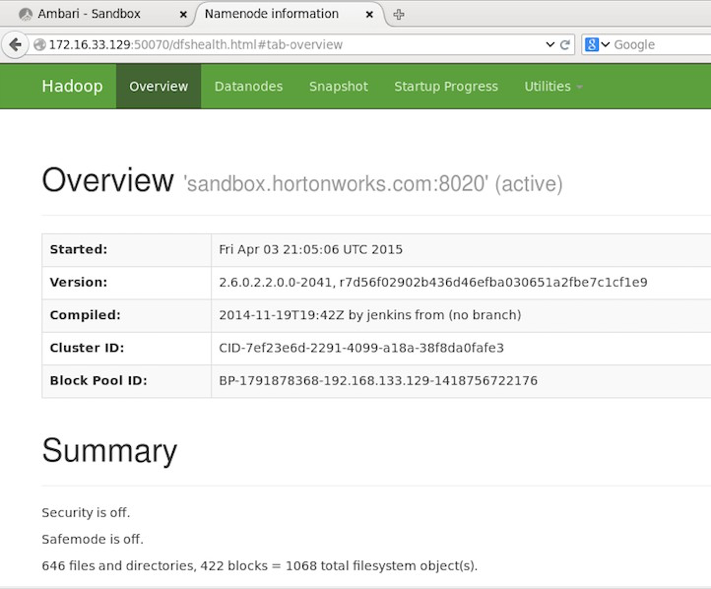 Ambari - Sandbox
Namenode information
172.16.33.129:50070/dfshealth.html#tab-overview
Google
Hadoop Overview Datanodes Snapshot Startup Progress Utilities
Overview 'sandbox.hortonworks.com:8020' (active)
Started: Fri Apr 03 21:05:06 UTC 2015
Version: 2.6.0.2.2.0.0-2041, r7d56f02902b436d46efba030651a2fbe7c1cf1e9
Compiled: 2014-11-19T19:42Z by jenkins from (no branch)
Cluster ID: CID-7ef23e6d-2291-4099-a18a-38f8da0fafe3
Block Pool ID: BP-1791878368-192.168.133.129-1418756722176
Summary
Security is off.
Safemode is off.
646 files and directories, 422 blocks = 1068 total filesystem object(s).